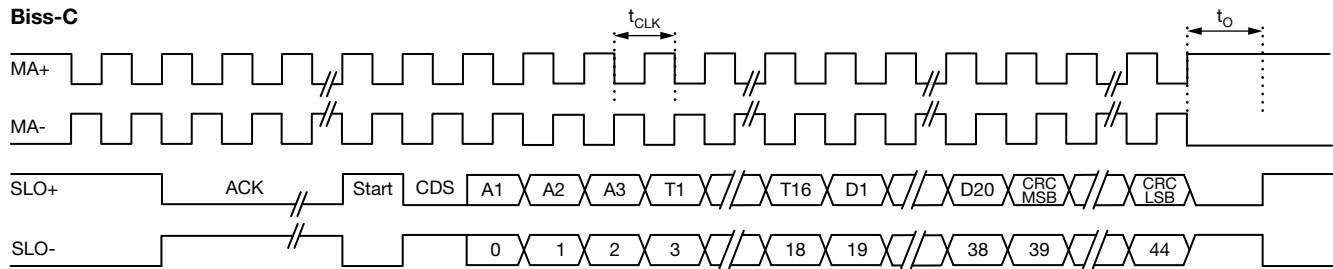 Biss-C
tCLK
tO
MA+
MA-
SLO+ ACK Start CDS A1 A2 A3 T1 T16 D1 D20 CRC MSB CRC LSB
SLO- 0 1 2 3 18 19 38 39 44